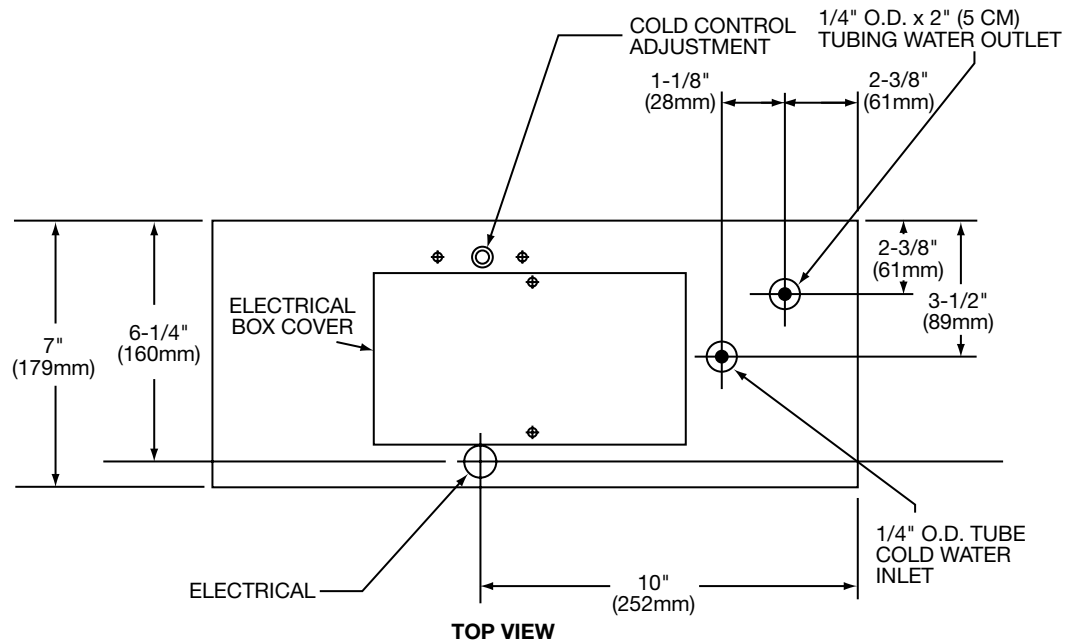 COLD CONTROL
ADJUSTMENT
1/4" O.D. x 2" (5 CM)
TUBING WATER OUTLET
1-1/8"
(28mm)
2-3/8"
(61mm)
2-3/8"
(61mm)
3-1/2"
(89mm)
ELECTRICAL
BOX COVER
6-1/4"
(160mm)
7"
(179mm)
1/4" O.D. TUBE
COLD WATER
INLET
ELECTRICAL
10"
(252mm)
TOP VIEW